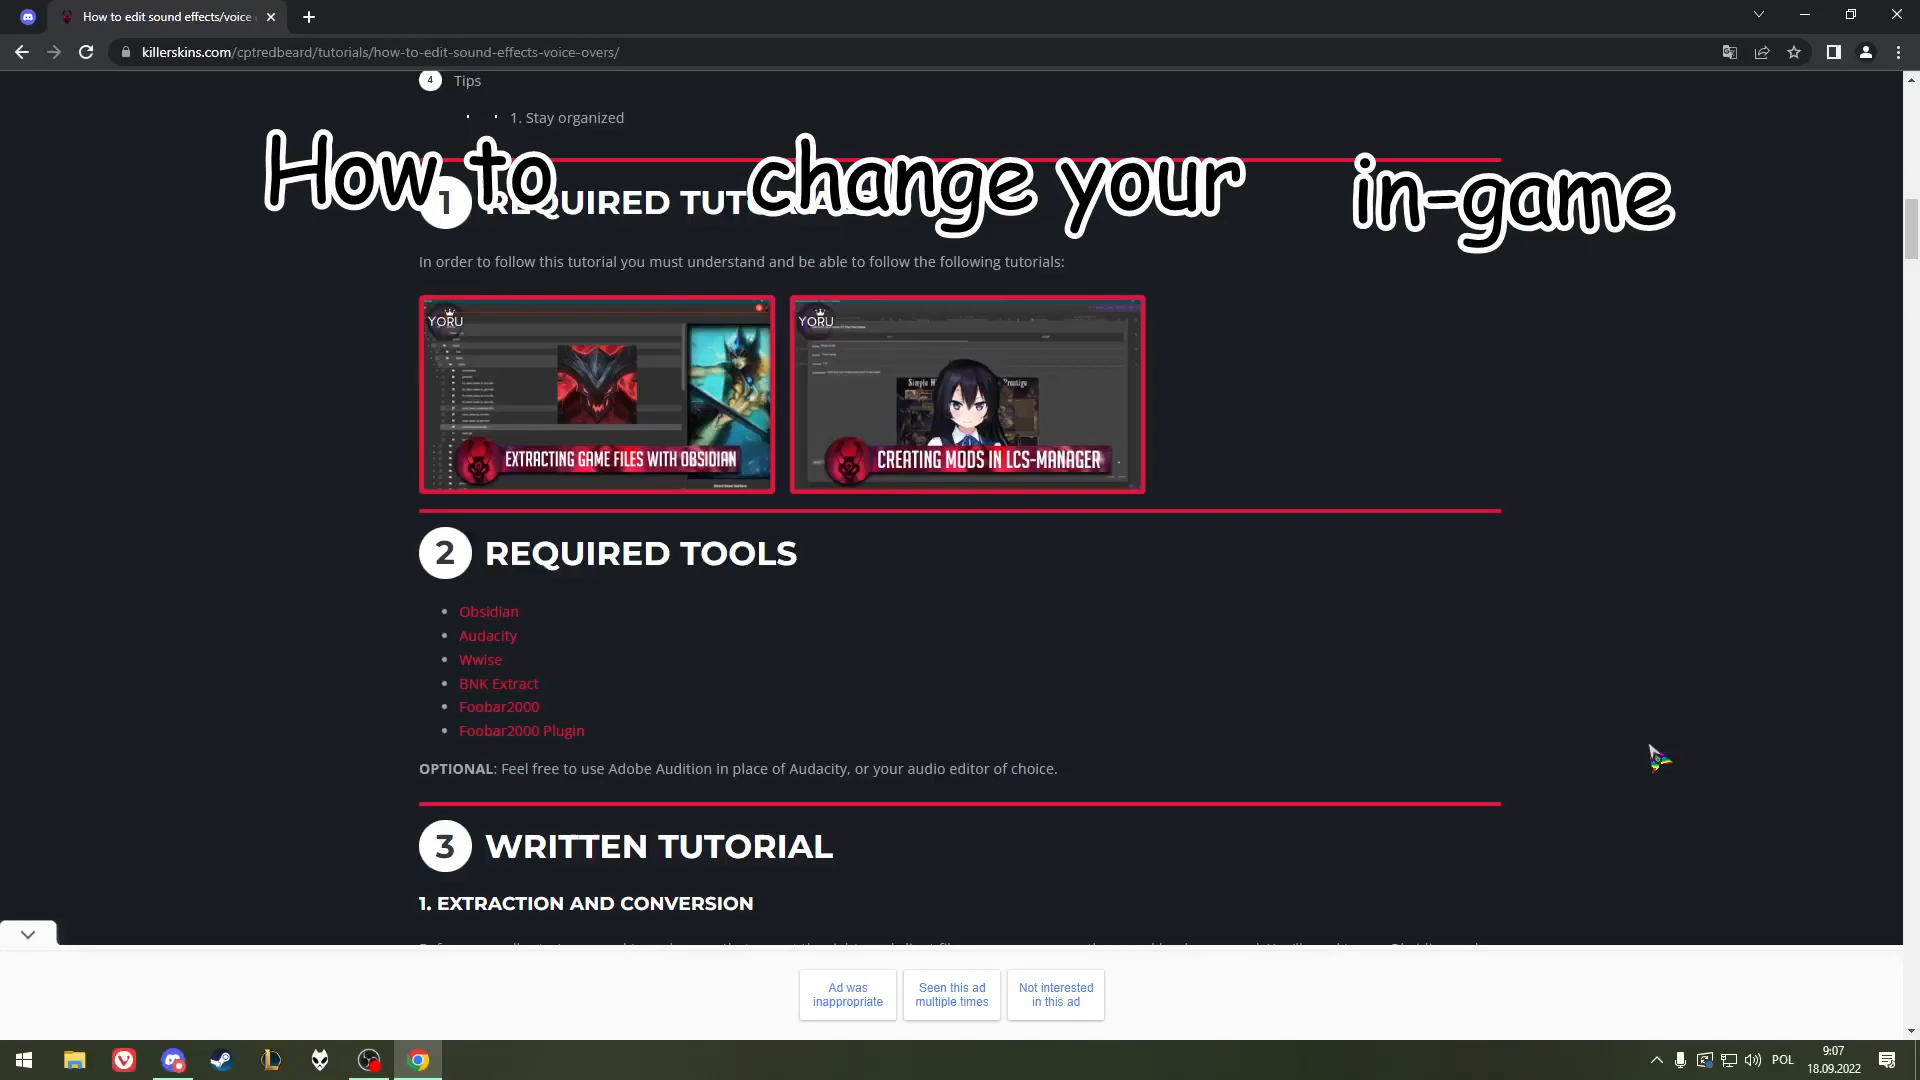 How to edit sound effects/voice
killerskins.com/cptredbeard/tutorials/how-to-edit-sound-effects-voice-overs/
4 Tips
1. Stay organized
How to change your in-game
1 REQUIRED TUTORIALS
In order to follow this tutorial you must understand and be able to follow the following tutorials:
YORU
EXTRACTING GAME FILES WITH OBSIDIAN
YORU
CREATING MODS IN LCS-MANAGER
2 REQUIRED TOOLS
Obsidian
Audacity
Wwise
BNK Extract
Foobar2000
Foobar2000 Plugin
OPTIONAL: Feel free to use Adobe Audition in place of Audacity, or your audio editor of choice.
3 WRITTEN TUTORIAL
1. EXTRACTION AND CONVERSION
Ad was
inappropriate
Seen this ad
multiple times
Not interested
in this ad
POL
9:07
18.09.2022